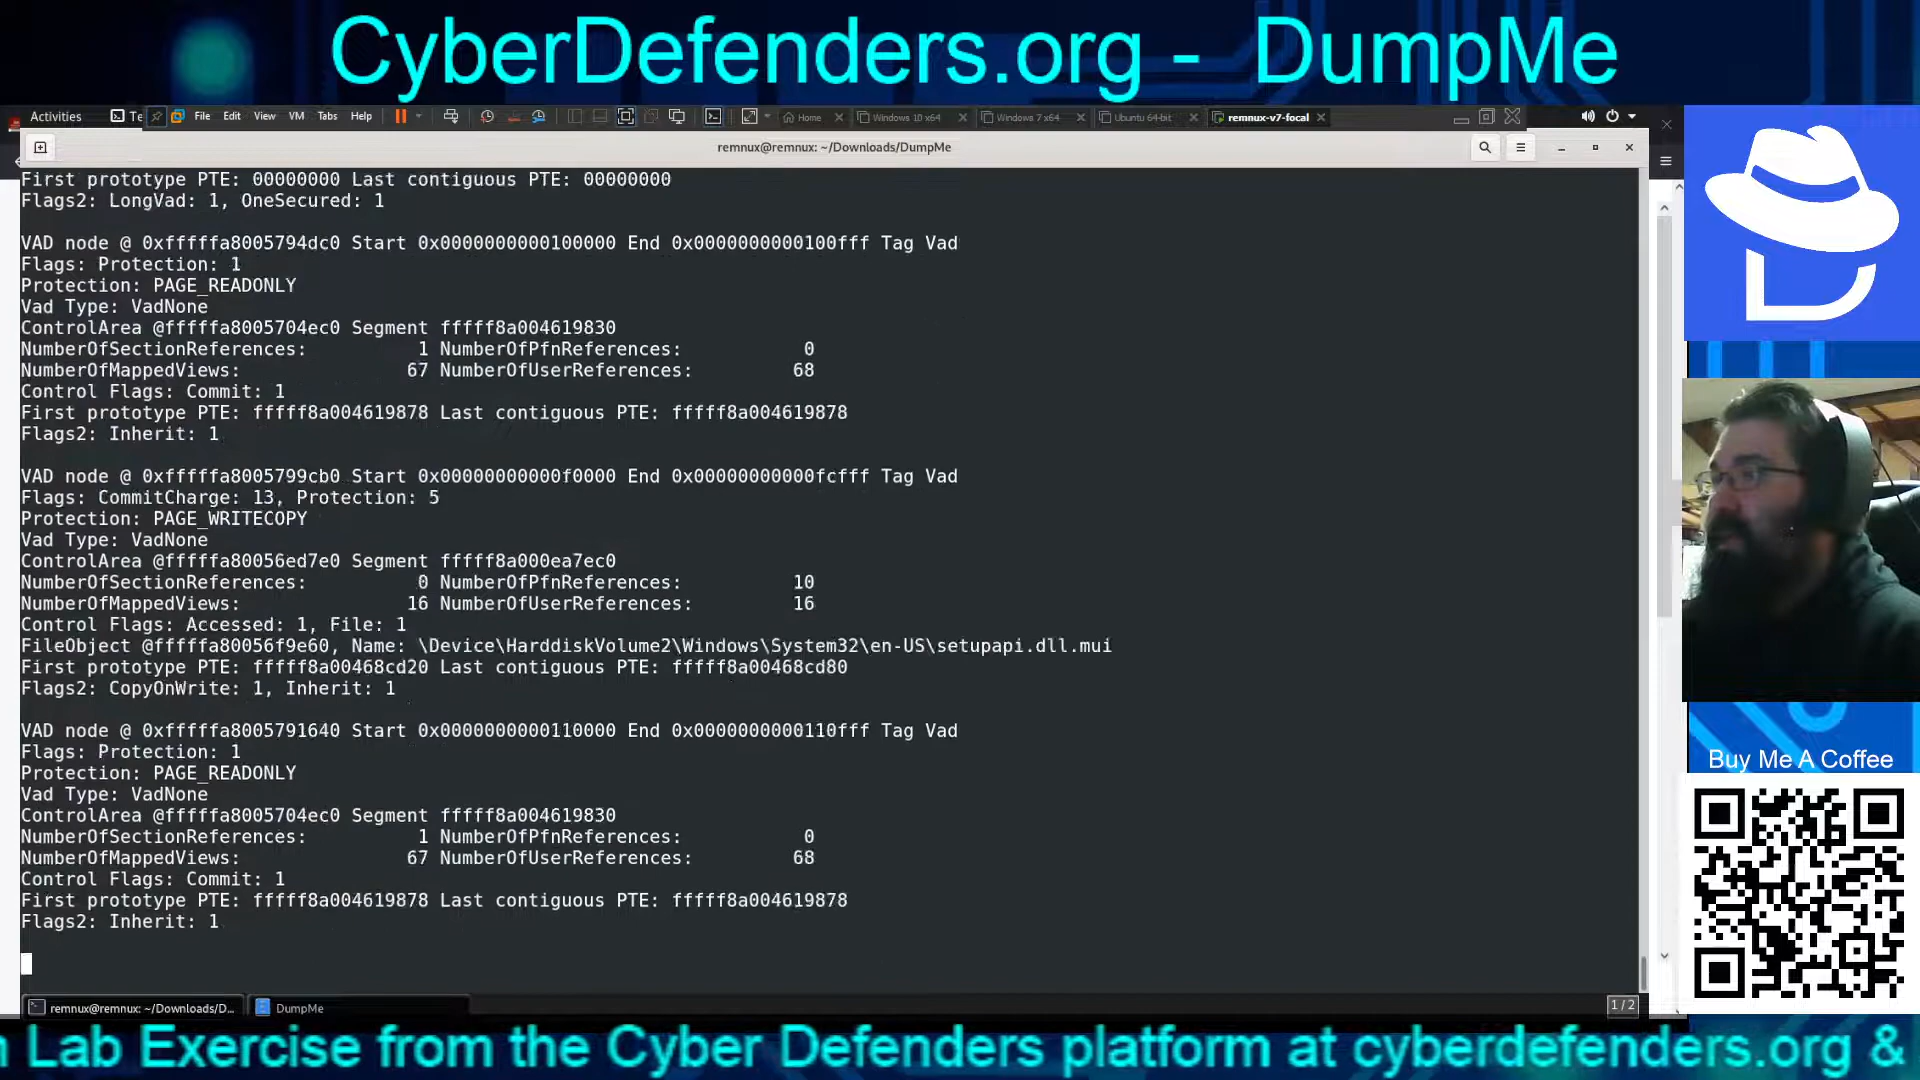 CyberDefenders.org - DumpMe
Activities
Te
File Edit View VM Tabs Help
Home
Windows 10 x64
Windows 7 x64
Ubuntu 64-bit
remnux-v7-focal
remnux@remnux: ~/Downloads/DumpMe
First prototype PTE: 00000000 Last contiguous PTE: 00000000
Flags2: LongVad: 1, OneSecured: 1
VAD node @ 0xfffffa8005794dc0 Start 0x0000000000100000 End 0x0000000000100fff Tag Vad
Flags: Protection: 1
Protection: PAGE_READONLY
Vad Type: VadNone
ControlArea @fffffa8005704ec0 Segment fffff8a004619830
NumberOfSectionReferences: 1 NumberOfPfnReferences: 0
NumberOfMappedViews: 67 NumberOfUserReferences: 68
Control Flags: Commit: 1
First prototype PTE: fffff8a004619878 Last contiguous PTE: fffff8a004619878
Flags2: Inherit: 1
VAD node @ 0xfffffa8005799cb0 Start 0x00000000000f0000 End 0x00000000000fcfff Tag Vad
Flags: CommitCharge: 13, Protection: 5
Protection: PAGE_WRITECOPY
Vad Type: VadNone
ControlArea @fffffa80056ed7e0 Segment fffff8a000ea7ec0
NumberOfSectionReferences: 0 NumberOfPfnReferences: 10
NumberOfMappedViews: 16 NumberOfUserReferences: 16
Control Flags: Accessed: 1, File: 1
FileObject @fffffa80056f9e60, Name: \Device\HarddiskVolume2\Windows\System32\en-US\setupapi.dll.mui
First prototype PTE: fffff8a00468cd20 Last contiguous PTE: fffff8a00468cd80
Flags2: CopyOnWrite: 1, Inherit: 1
VAD node @ 0xfffffa8005791640 Start 0x0000000000110000 End 0x0000000000110fff Tag Vad
Flags: Protection: 1
Protection: PAGE_READONLY
Vad Type: VadNone
ControlArea @fffffa8005704ec0 Segment fffff8a004619830
NumberOfSectionReferences: 1 NumberOfPfnReferences: 0
NumberOfMappedViews: 67 NumberOfUserReferences: 68
Control Flags: Commit: 1
First prototype PTE: fffff8a004619878 Last contiguous PTE: fffff8a004619878
Flags2: Inherit: 1
Buy Me A Coffee
remnux@remnux: ~/Downloads/D...
DumpMe
1 / 2
n Lab Exercise from the Cyber Defenders platform at cyberdefenders.org &